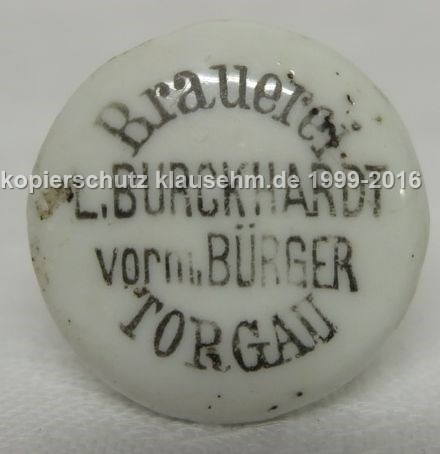 Brauerei
kopierschutz klausehm.de 1999-2016
L. BURCKHARDT
vorm. BÜRGER
TORGAU